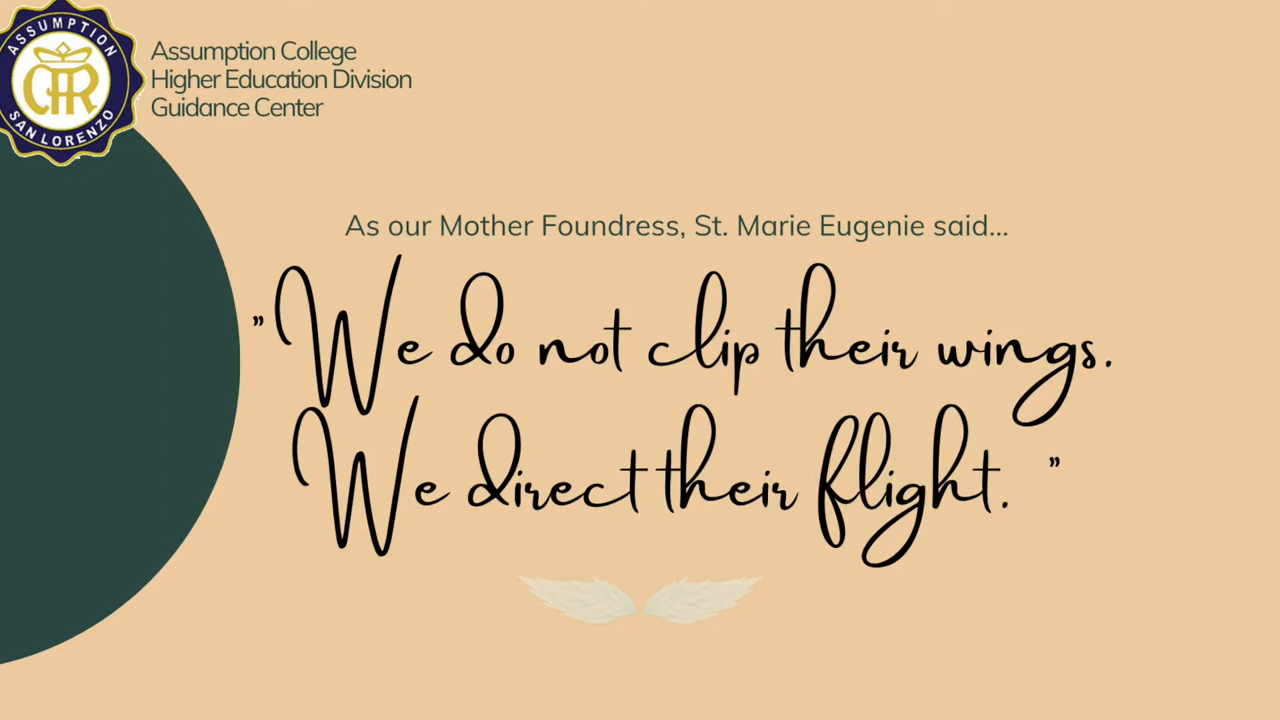 ASSUMPTION
SAN LORENZO
Assumption College
Higher Education Division
Guidance Center
As our Mother Foundress, St. Marie Eugenie said...
"We do not clip their wings.
We direct their flight. "